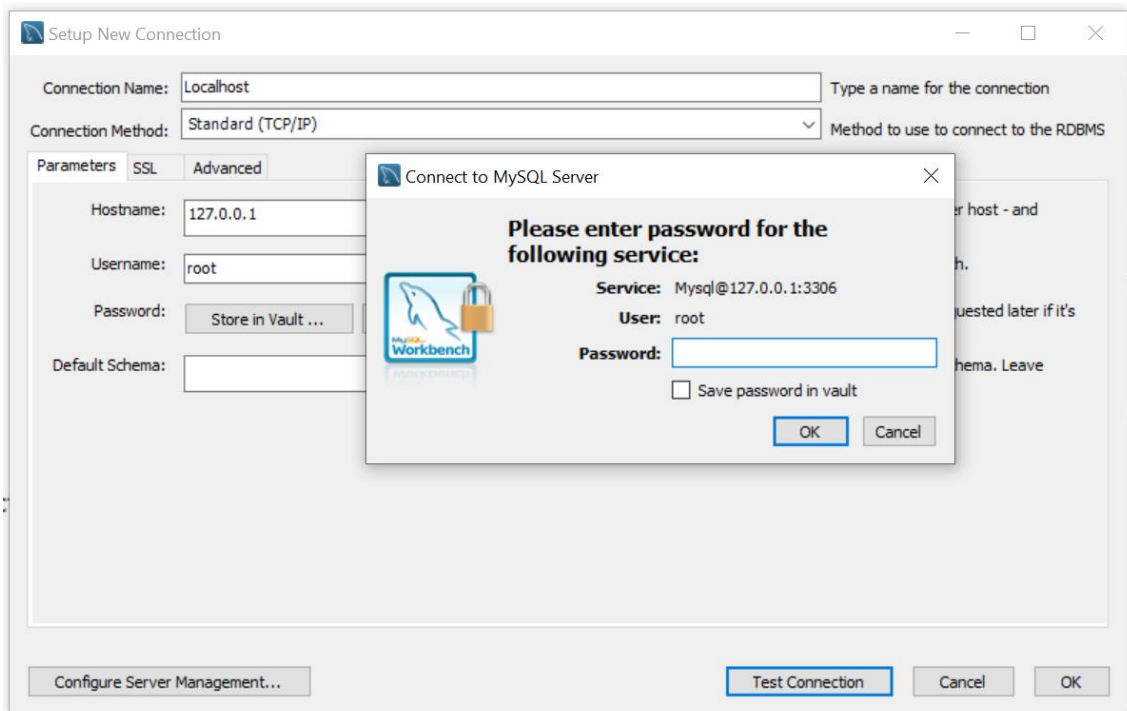 Setup New Connection
Connection Name: Localhost Type a name for the connection
Connection Method: Standard (TCP/IP) Method to use to connect to the RDBMS
Parameters SSL Advanced
Hostname: 127.0.0.1 host - and
Username: root
Password: Store in Vault ... later if it's
Default Schema: Leave
Connect to MySQL Server
Please enter password for the
following service:
Service: Mysql@127.0.0.1:3306
User: root
Password:
Save password in vault
OK Cancel
MySQL
Workbench
Configure Server Management... Test Connection Cancel OK